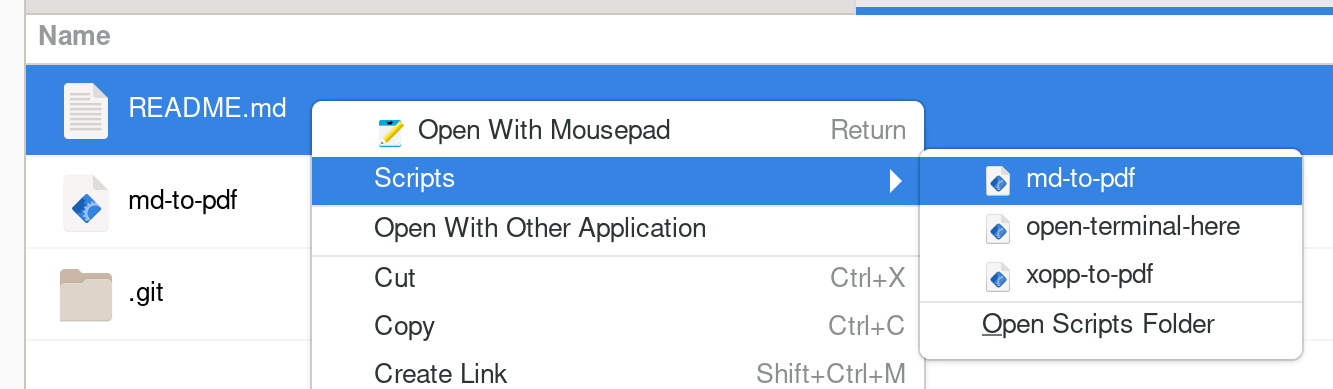 Name
README.md
Open With Mousepad Return
Scripts
md-to-pdf
md-to-pdf
open-terminal-here
Open With Other Application
xopp-to-pdf
Cut Ctrl+X
.git
Copy Ctrl+C
Open Scripts Folder
Create Link Shift+Ctrl+M